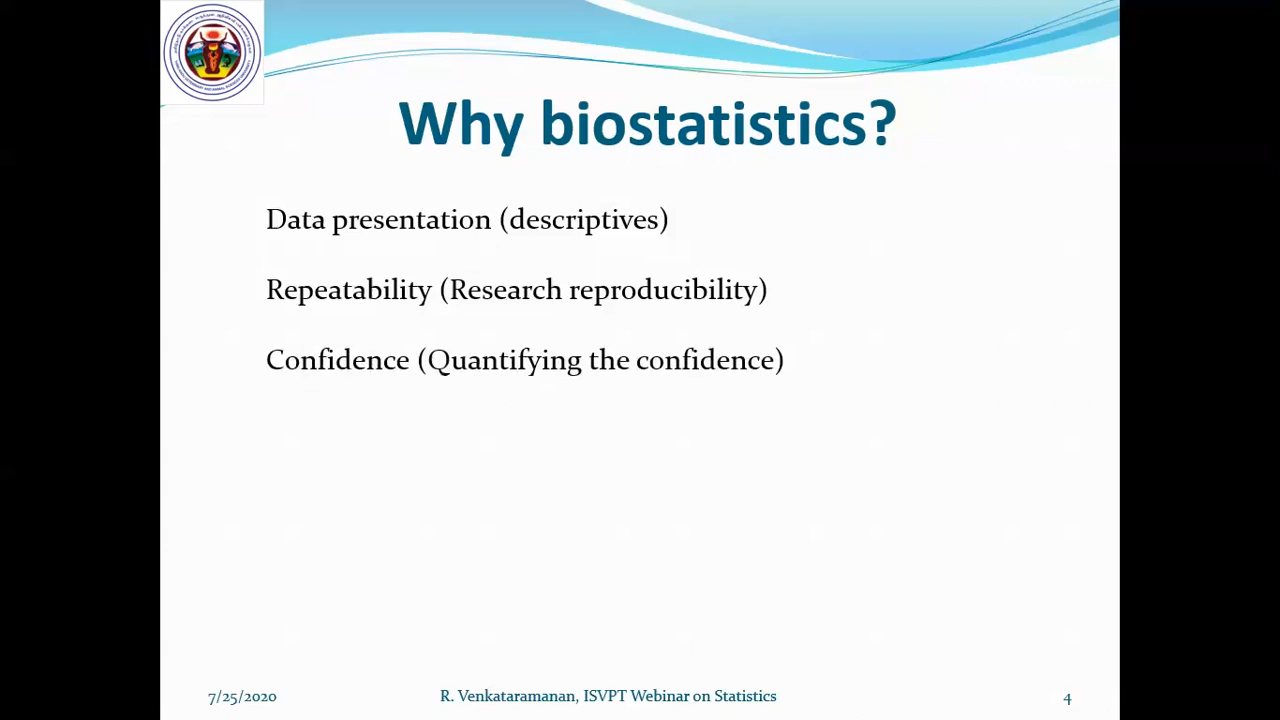 Why biostatistics?
Data presentation (descriptives)
Repeatability (Research reproducibility)
Confidence (Quantifying the confidence)
7/25/2020
R. Venkataramanan, ISVPT Webinar on Statistics
4